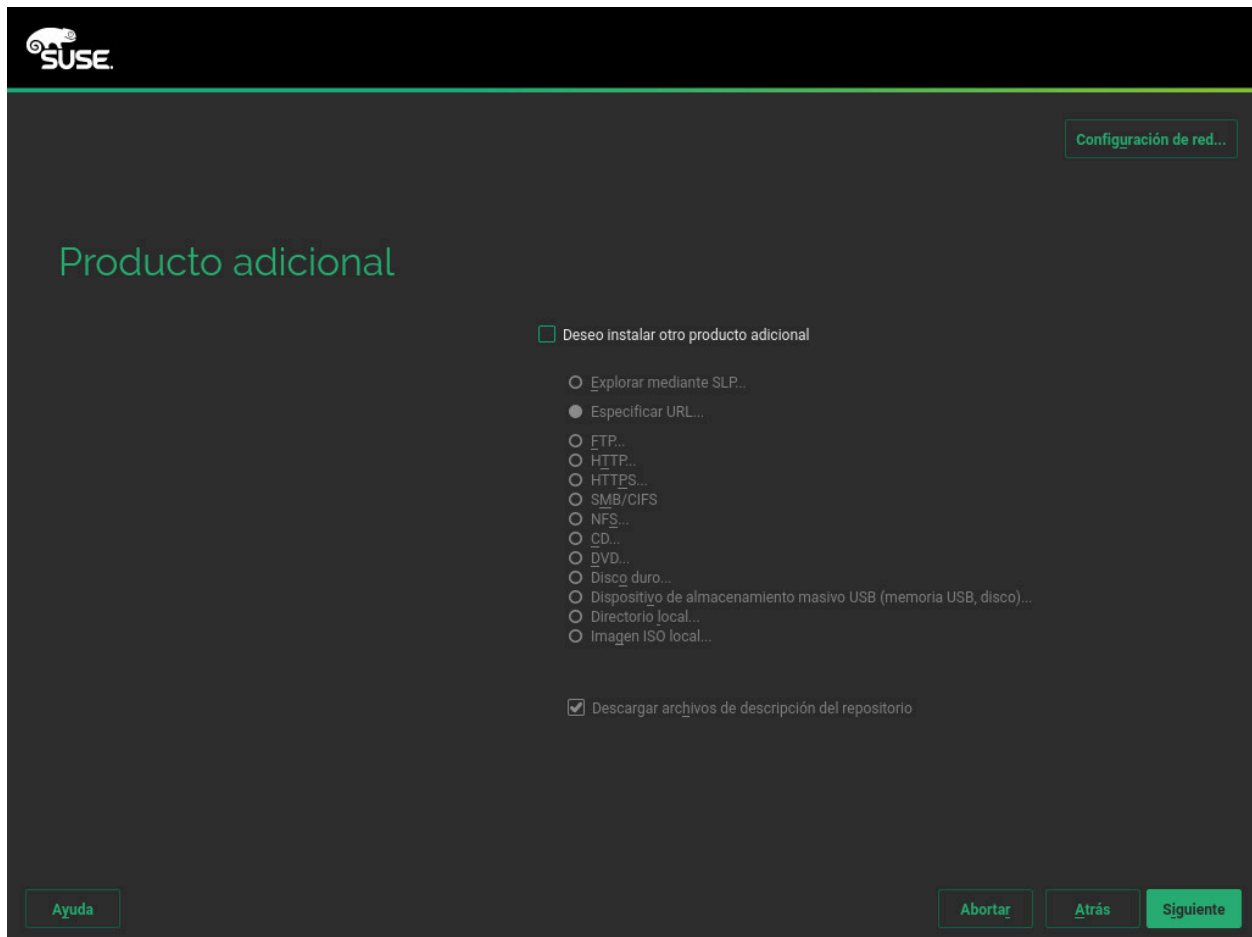 SUSE.
Configuración de red...
Producto adicional
Deseo instalar otro producto adicional
Explorar mediante SLP...
Especificar URL...
FTP...
HTTP...
HTTPS...
SMB/CIFS
NFS...
CD...
DVD...
Disco duro...
Dispositivo de almacenamiento masivo USB (memoria USB, disco)...
Directorio local...
Imagen ISO local...
Descargar archivos de descripción del repositorio
Ayuda
Abortar
Atrás
Siguiente